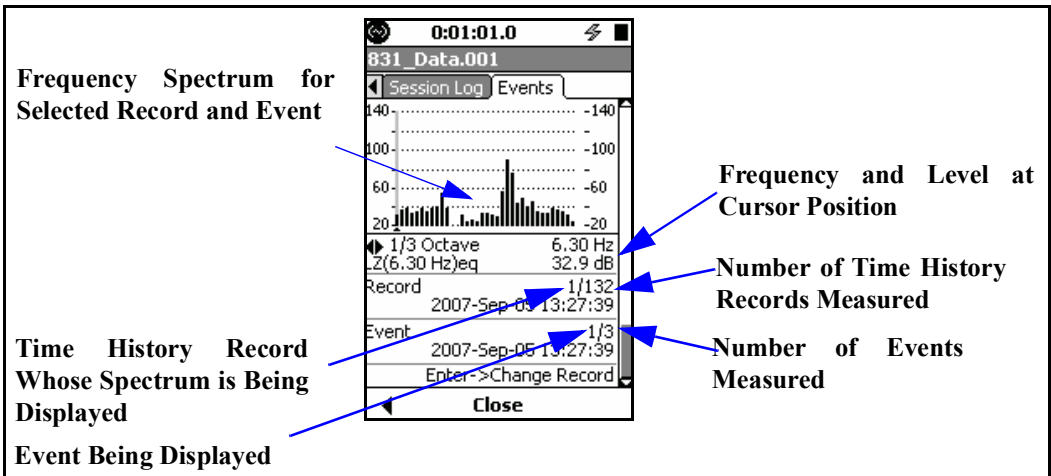 0:01:01.0
831_Data.001
Session Log Events
140 -140
100 -100
60 -60
20 -20
1/3 Octave 6.30 Hz
LZ(6.30 Hz)eq 32.9 dB
Record 1/132
2007-Sep-05 13:27:39
Event 1/3
2007-Sep-05 13:27:39
Enter->Change Record
Close
Frequency Spectrum for
Selected Record and Event
Time History Record
Whose Spectrum is Being
Displayed
Event Being Displayed
Frequency and Level at
Cursor Position
Number of Time History
Records Measured
Number of Events
Measured